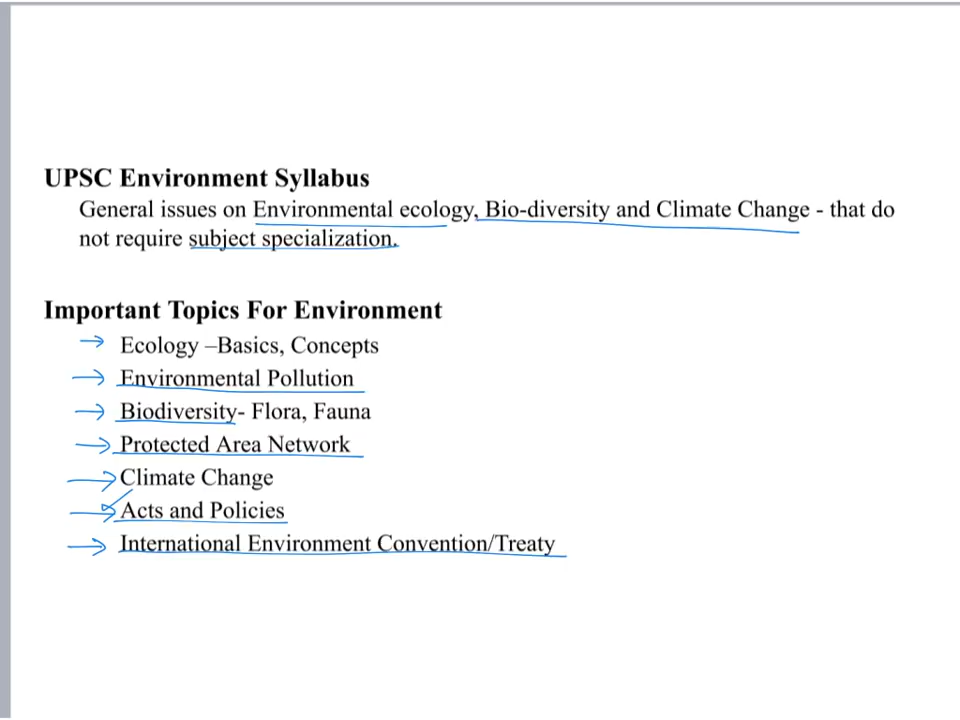 UPSC Environment Syllabus
General issues on Environmental ecology, Bio-diversity and Climate Change - that do
not require subject specialization.
Important Topics For Environment
Ecology –Basics, Concepts
Environmental Pollution
Biodiversity- Flora, Fauna
Protected Area Network
Climate Change
Acts and Policies
International Environment Convention/Treaty